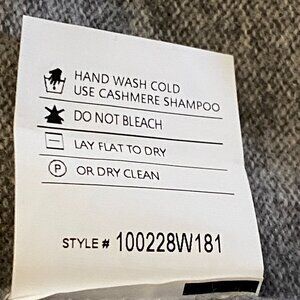 HAND WASH COLD
USE CASHMERE SHAMPOO
DO NOT BLEACH
LAY FLAT TO DRY
P OR DRY CLEAN
STYLE # 100228W181